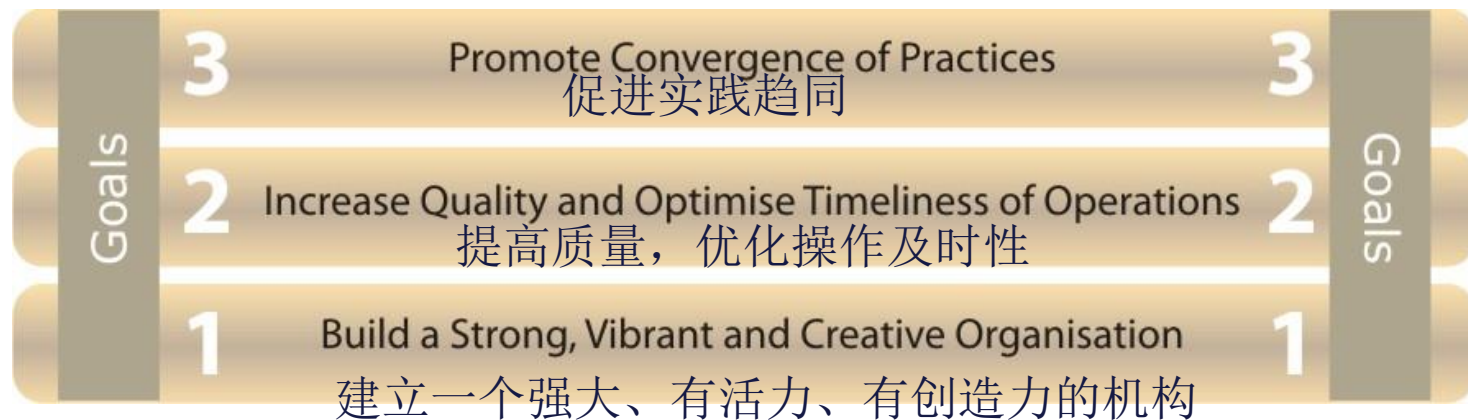 Goals
3 Promote Convergence of Practices 3
促进实践趋同
2 Increase Quality and Optimise Timeliness of Operations 2
提高质量，优化操作及时性
1 Build a Strong, Vibrant and Creative Organisation 1
建立一个强大、有活力、有创造力的机构
Goals